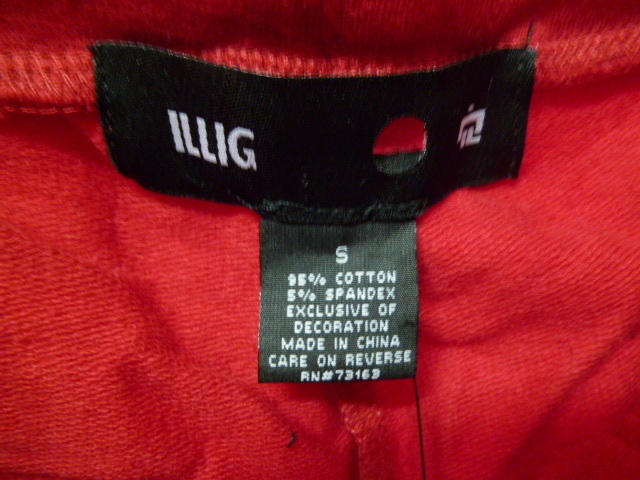 ILLIG
S
95% COTTON
5% SPANDEX
EXCLUSIVE OF
DECORATION
MADE IN CHINA
CARE ON REVERSE
RN#73163